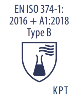 EN ISO 374-1:
2016 + A1:2018
Type B
KPT